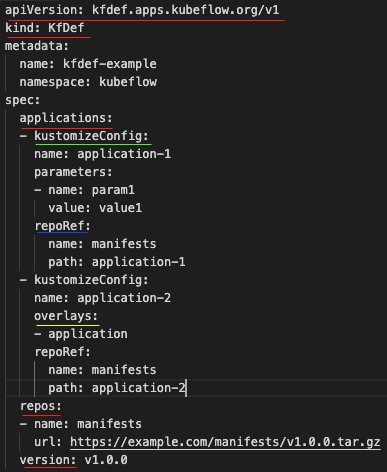 apiVersion: kfdef.apps.kubeflow.org/v1
kind: KfDef
metadata:
  name: kfdef-example
  namespace: kubeflow
spec:
  applications:
  - kustomizeConfig:
    name: application-1
    parameters:
    - name: param1
      value: value1
    repoRef:
      name: manifests
      path: application-1
  - kustomizeConfig:
    name: application-2
    overlays:
    - application
    repoRef:
      name: manifests
      path: application-2
  repos:
  - name: manifests
    url: https://example.com/manifests/v1.0.0.tar.gz
  version: v1.0.0